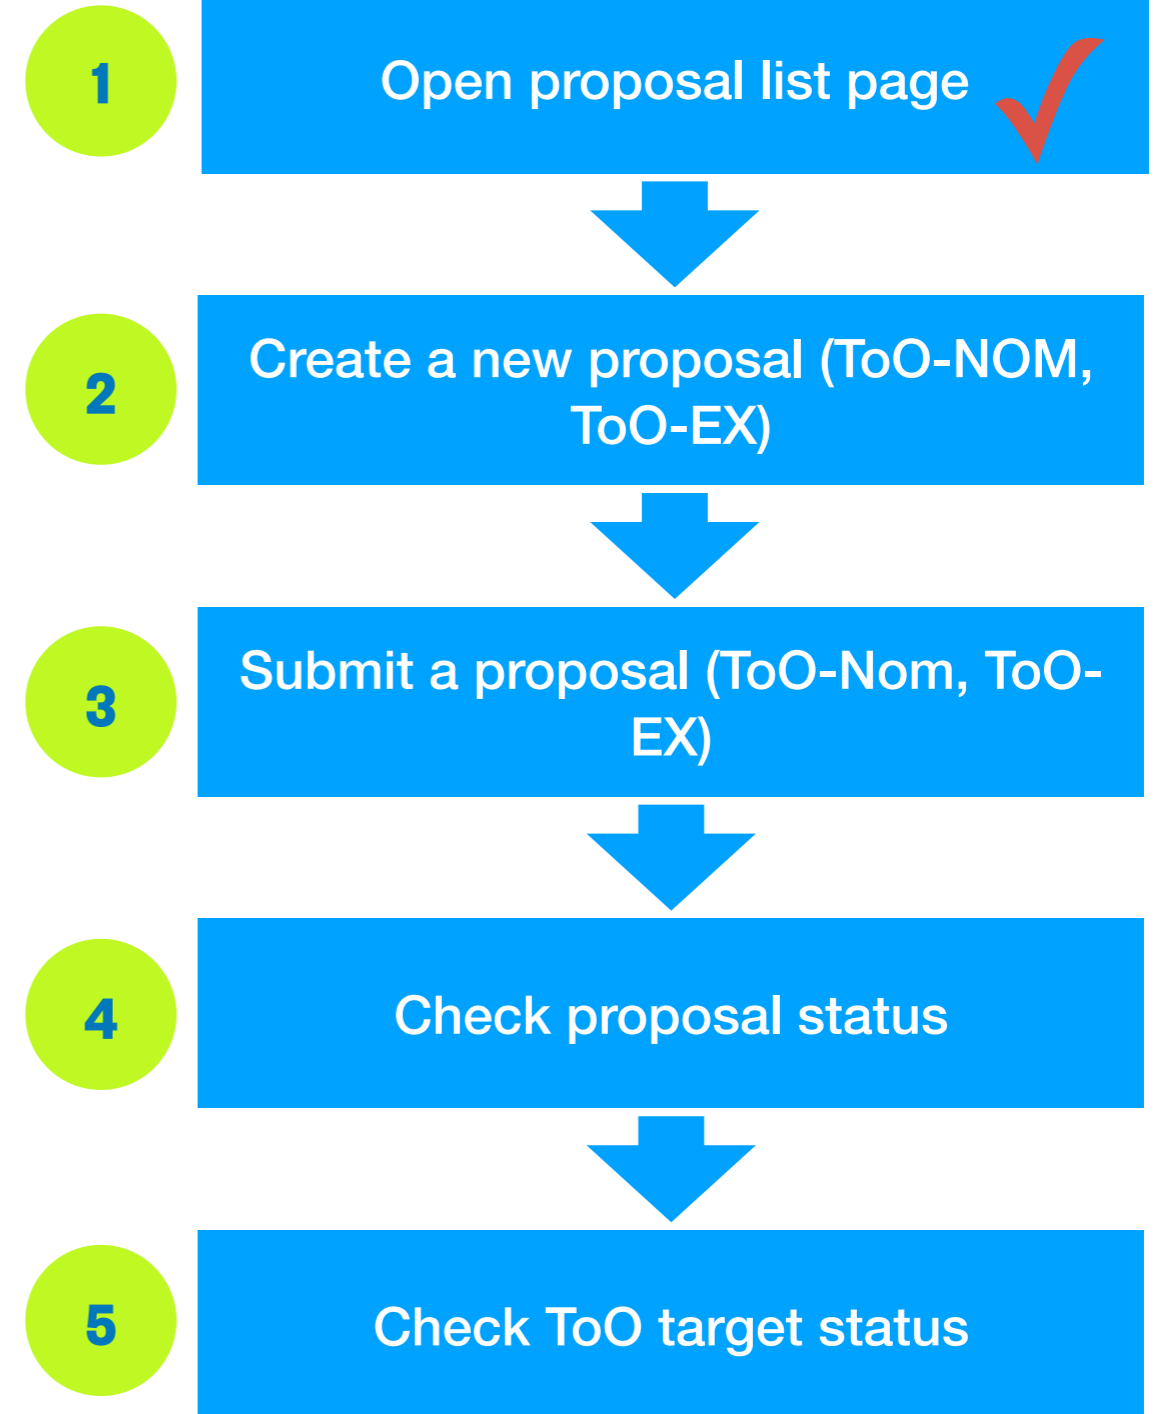 1
Open proposal list page
2
Create a new proposal (ToO-NOM,
ToO-EX)
3
Submit a proposal (ToO-Nom, ToO-
EX)
4
Check proposal status
5
Check ToO target status